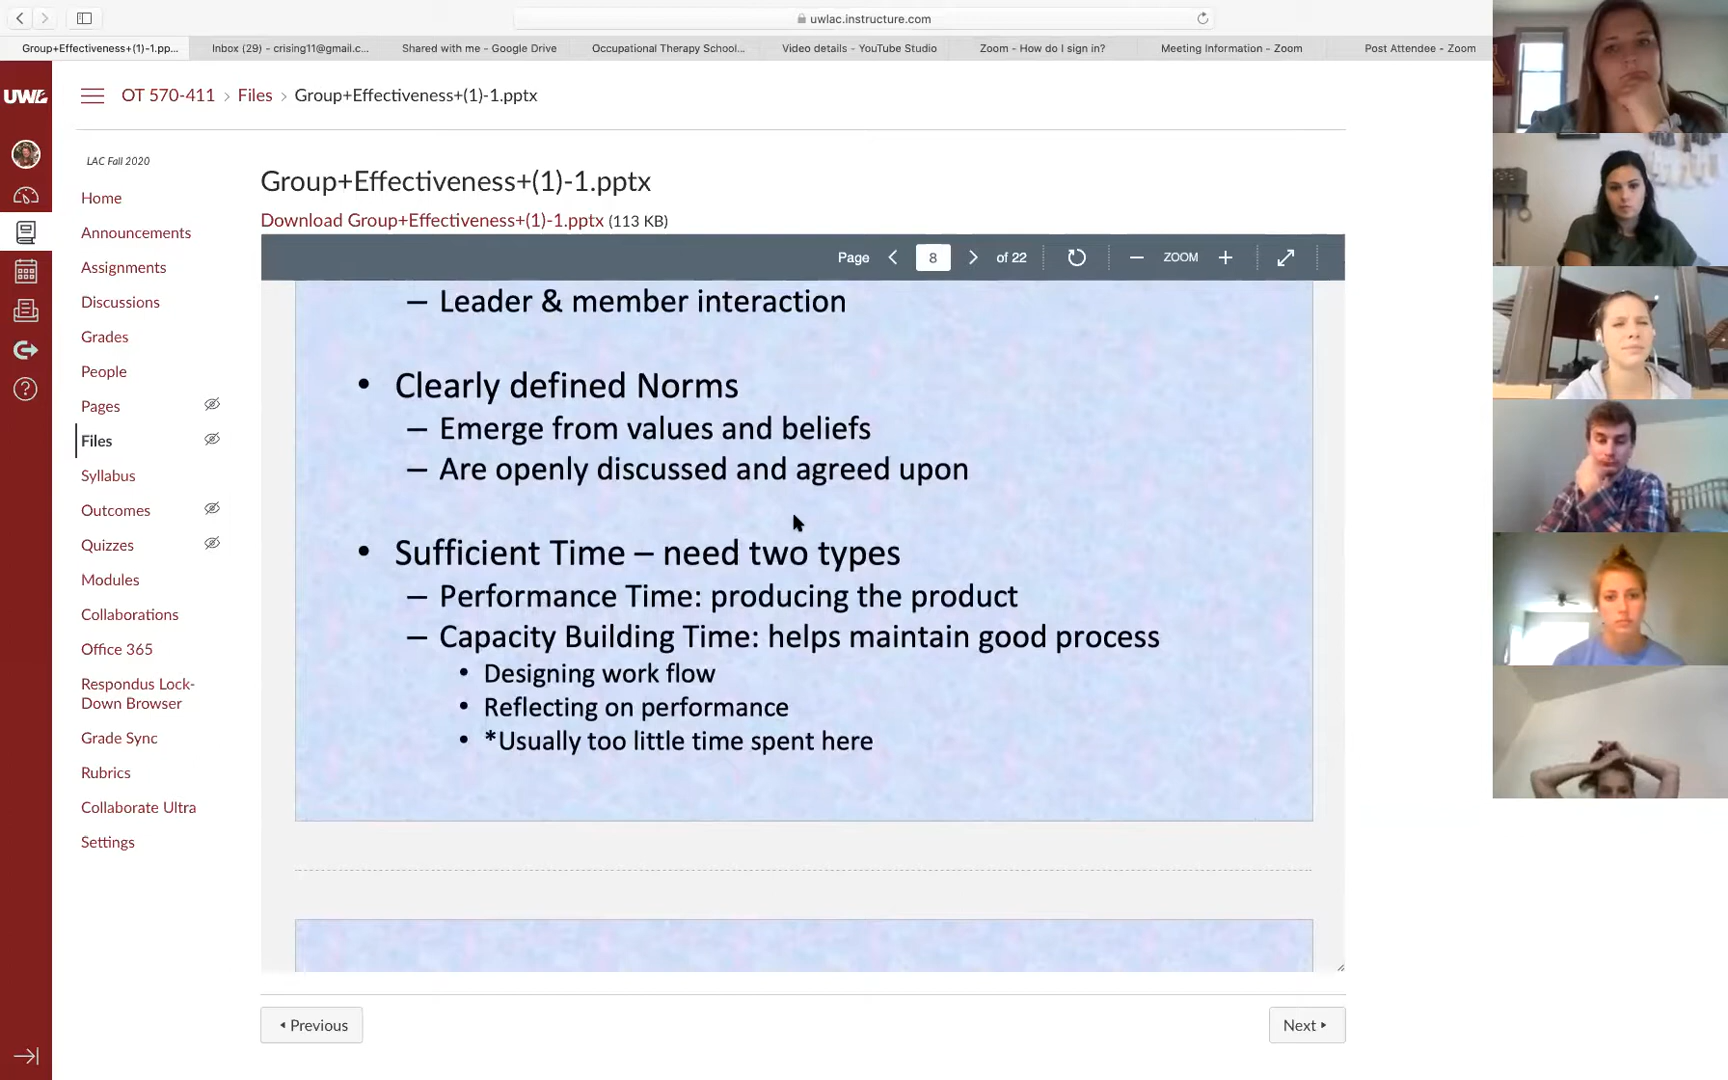 uwlac.instructure.com
Group+Effectiveness+(1)-1.pp...
Inbox (29) - crising11@gmail.c...
Shared with me - Google Drive
Occupational Therapy School...
Video details - YouTube Studio
Zoom - How do I sign in?
Meeting Information - Zoom
Post Attendee - Zoom
UWL
OT 570-411 › Files › Group+Effectiveness+(1)-1.pptx
LAC Fall 2020
Home
Announcements
Assignments
Discussions
Grades
People
Pages
Files
Syllabus
Outcomes
Quizzes
Modules
Collaborations
Office 365
Respondus Lock-
Down Browser
Grade Sync
Rubrics
Collaborate Ultra
Settings
Group+Effectiveness+(1)-1.pptx
Download Group+Effectiveness+(1)-1.pptx (113 KB)
Page 8 of 22 ZOOM
– Leader & member interaction
• Clearly defined Norms
– Emerge from values and beliefs
– Are openly discussed and agreed upon
• Sufficient Time – need two types
– Performance Time: producing the product
– Capacity Building Time: helps maintain good process
• Designing work flow
• Reflecting on performance
• *Usually too little time spent here
Previous
Next